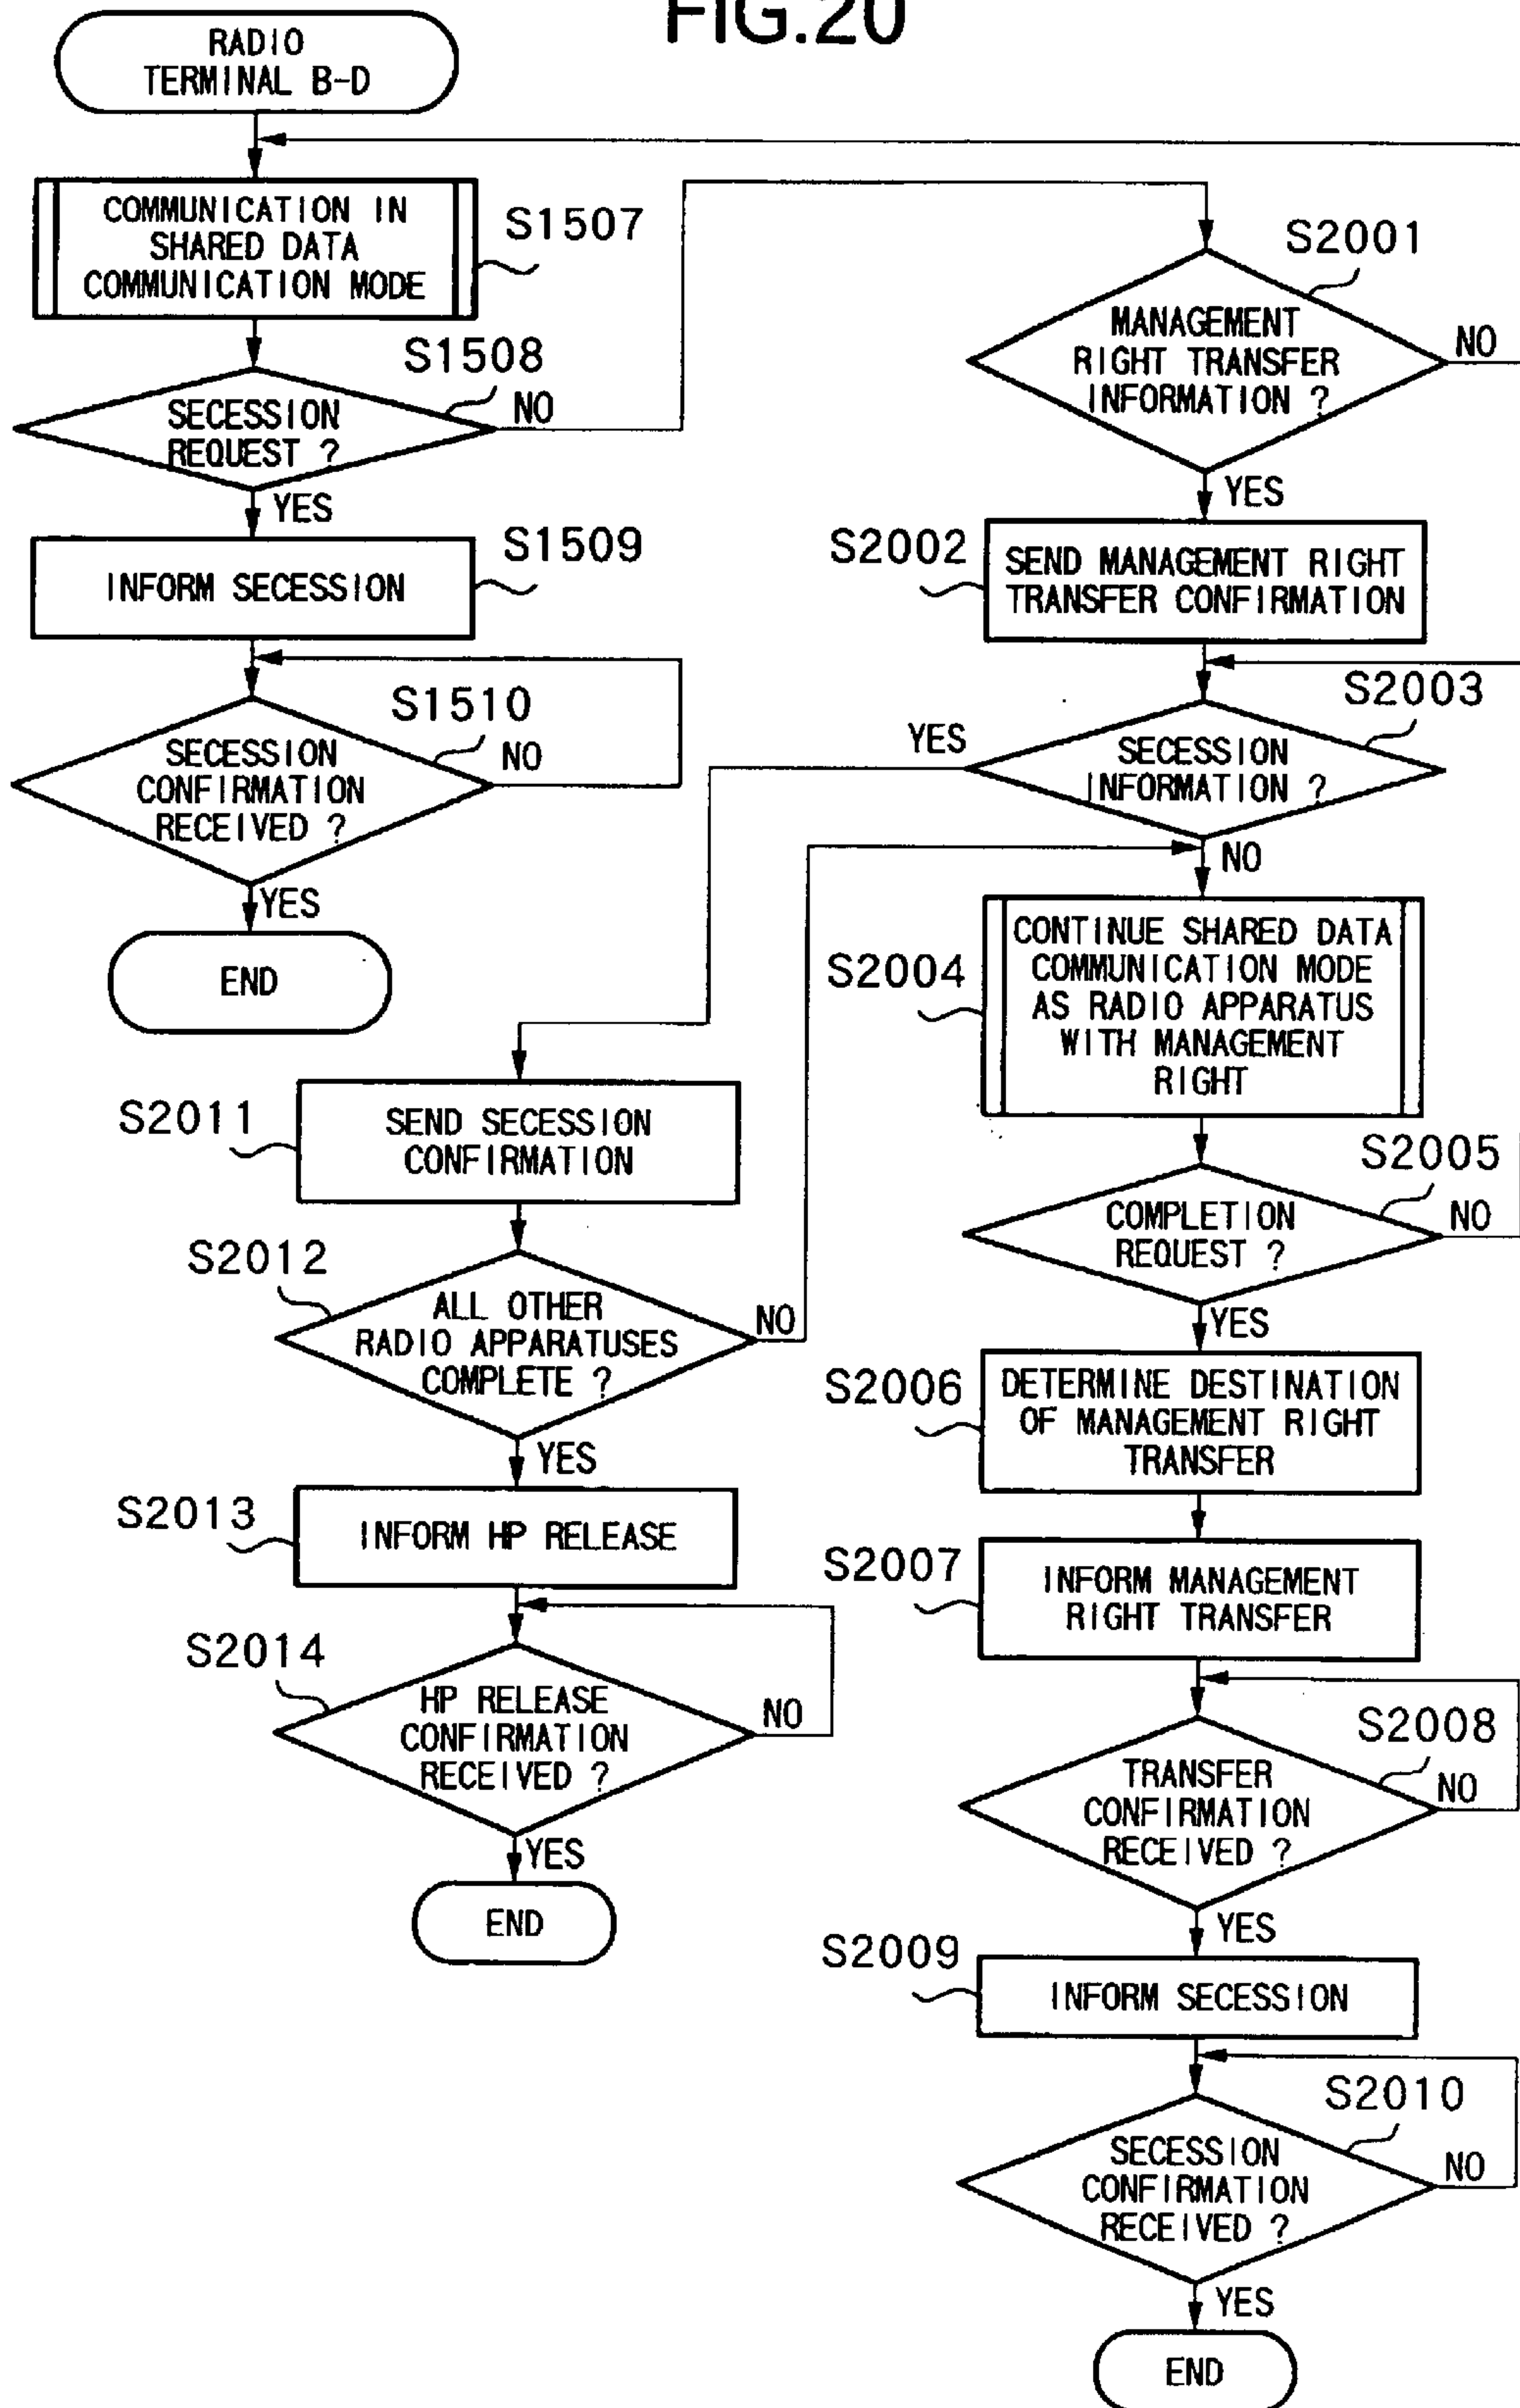 FIG.20
RADIO
TERMINAL B-D
COMMUNICATION IN
SHARED DATA
COMMUNICATION MODE
S1507
S1508
SECESSION
REQUEST ?
NO
YES
INFORM SECESSION
S1509
S1510
SECESSION
CONFIRMATION
RECEIVED ?
NO
YES
END
S2001
MANAGEMENT
RIGHT TRANSFER
INFORMATION ?
NO
YES
S2002
SEND MANAGEMENT RIGHT
TRANSFER CONFIRMATION
S2003
YES
SECESSION
INFORMATION ?
NO
S2004
CONTINUE SHARED DATA
COMMUNICATION MODE
AS RADIO APPARATUS
WITH MANAGEMENT
RIGHT
S2005
COMPLETION
REQUEST ?
NO
YES
S2006
DETERMINE DESTINATION
OF MANAGEMENT RIGHT
TRANSFER
S2007
INFORM MANAGEMENT
RIGHT TRANSFER
S2008
TRANSFER
CONFIRMATION
RECEIVED ?
NO
YES
S2009
INFORM SECESSION
S2010
SECESSION
CONFIRMATION
RECEIVED ?
NO
YES
END
S2011
SEND SECESSION
CONFIRMATION
S2012
ALL OTHER
RADIO APPARATUSES
COMPLETE ?
NO
YES
S2013
INFORM HP RELEASE
S2014
HP RELEASE
CONFIRMATION
RECEIVED ?
NO
YES
END